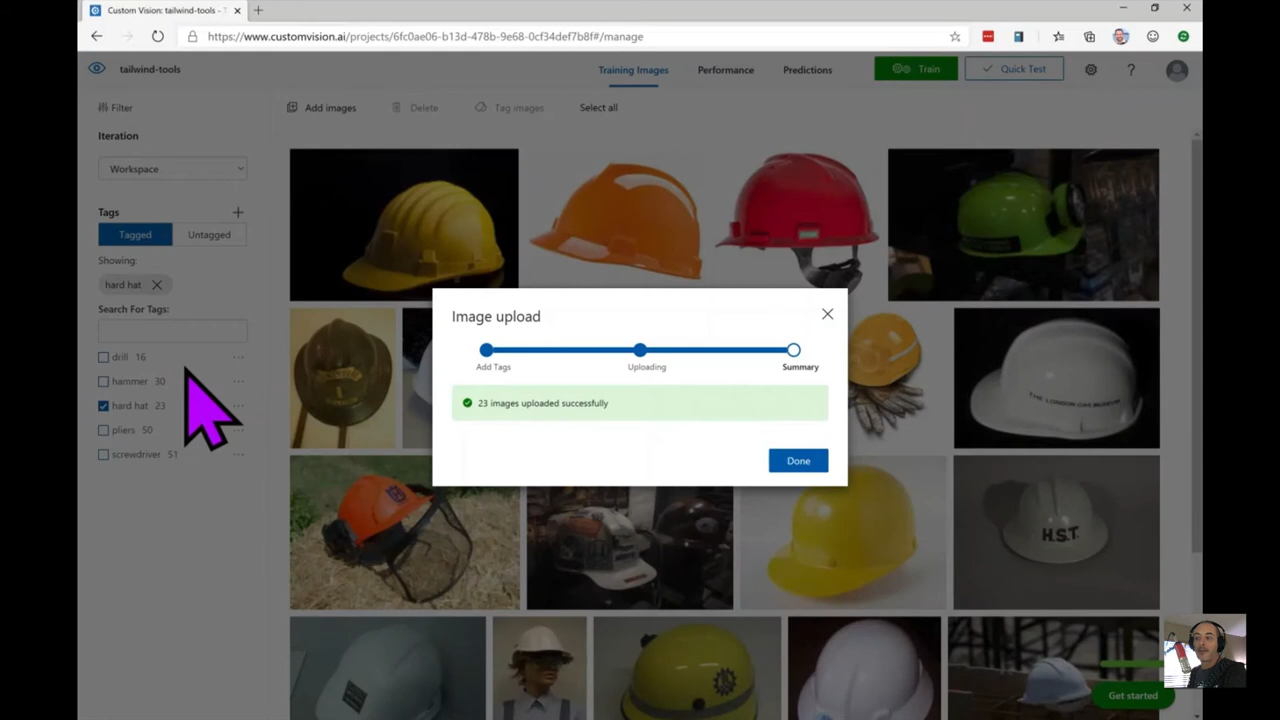 Custom Vision: tailwind-tools - T
https://www.customvision.ai/projects/6fc0ae06-b13d-478b-9e68-0cf34def7b8f#/manage
tailwind-tools
Training Images
Performance
Predictions
Train
Quick Test
?
Filter
Add images
Delete
Tag images
Select all
Iteration
Workspace
Tags
Tagged
Untagged
Showing:
hard hat
Search For Tags:
drill 16
hammer 30
hard hat 23
pliers 50
screwdriver 51
Image upload
Add Tags
Uploading
Summary
23 images uploaded successfully
Done
THE LONDON GAS MUSEUM
H.S.T.
Get started